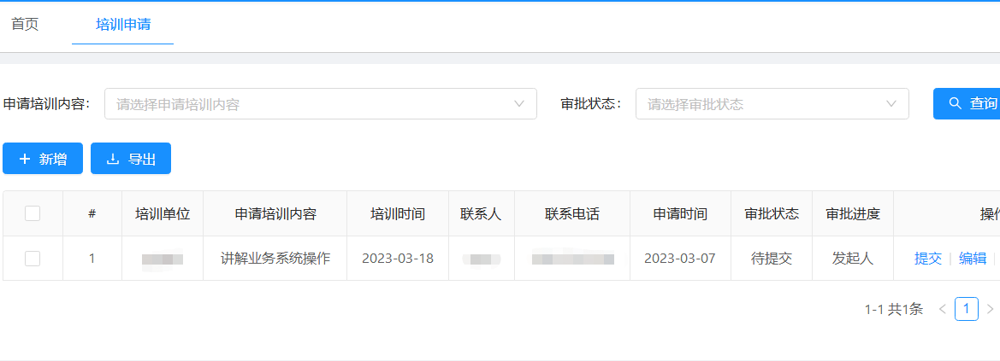 首页 培训申请
申请培训内容： 请选择申请培训内容 审批状态： 请选择审批状态 查询
新增 导出
# 培训单位 申请培训内容 培训时间 联系人 联系电话 申请时间 审批状态 审批进度
1 讲解业务系统操作 2023-03-18 2023-03-07 待提交 发起人 提交 编辑
1-1 共1条 1